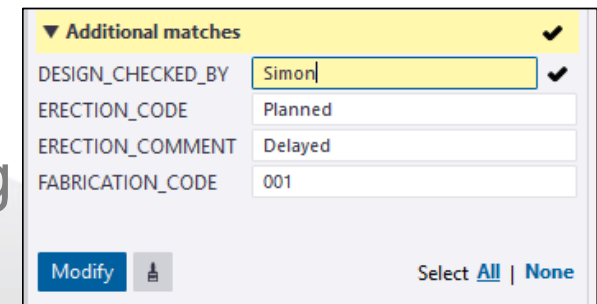 ▼ Additional matches ✔
DESIGN_CHECKED_BY Simon ✔
ERECTION_CODE Planned
ERECTION_COMMENT Delayed
FABRICATION_CODE 001
g
Modify Select All | None